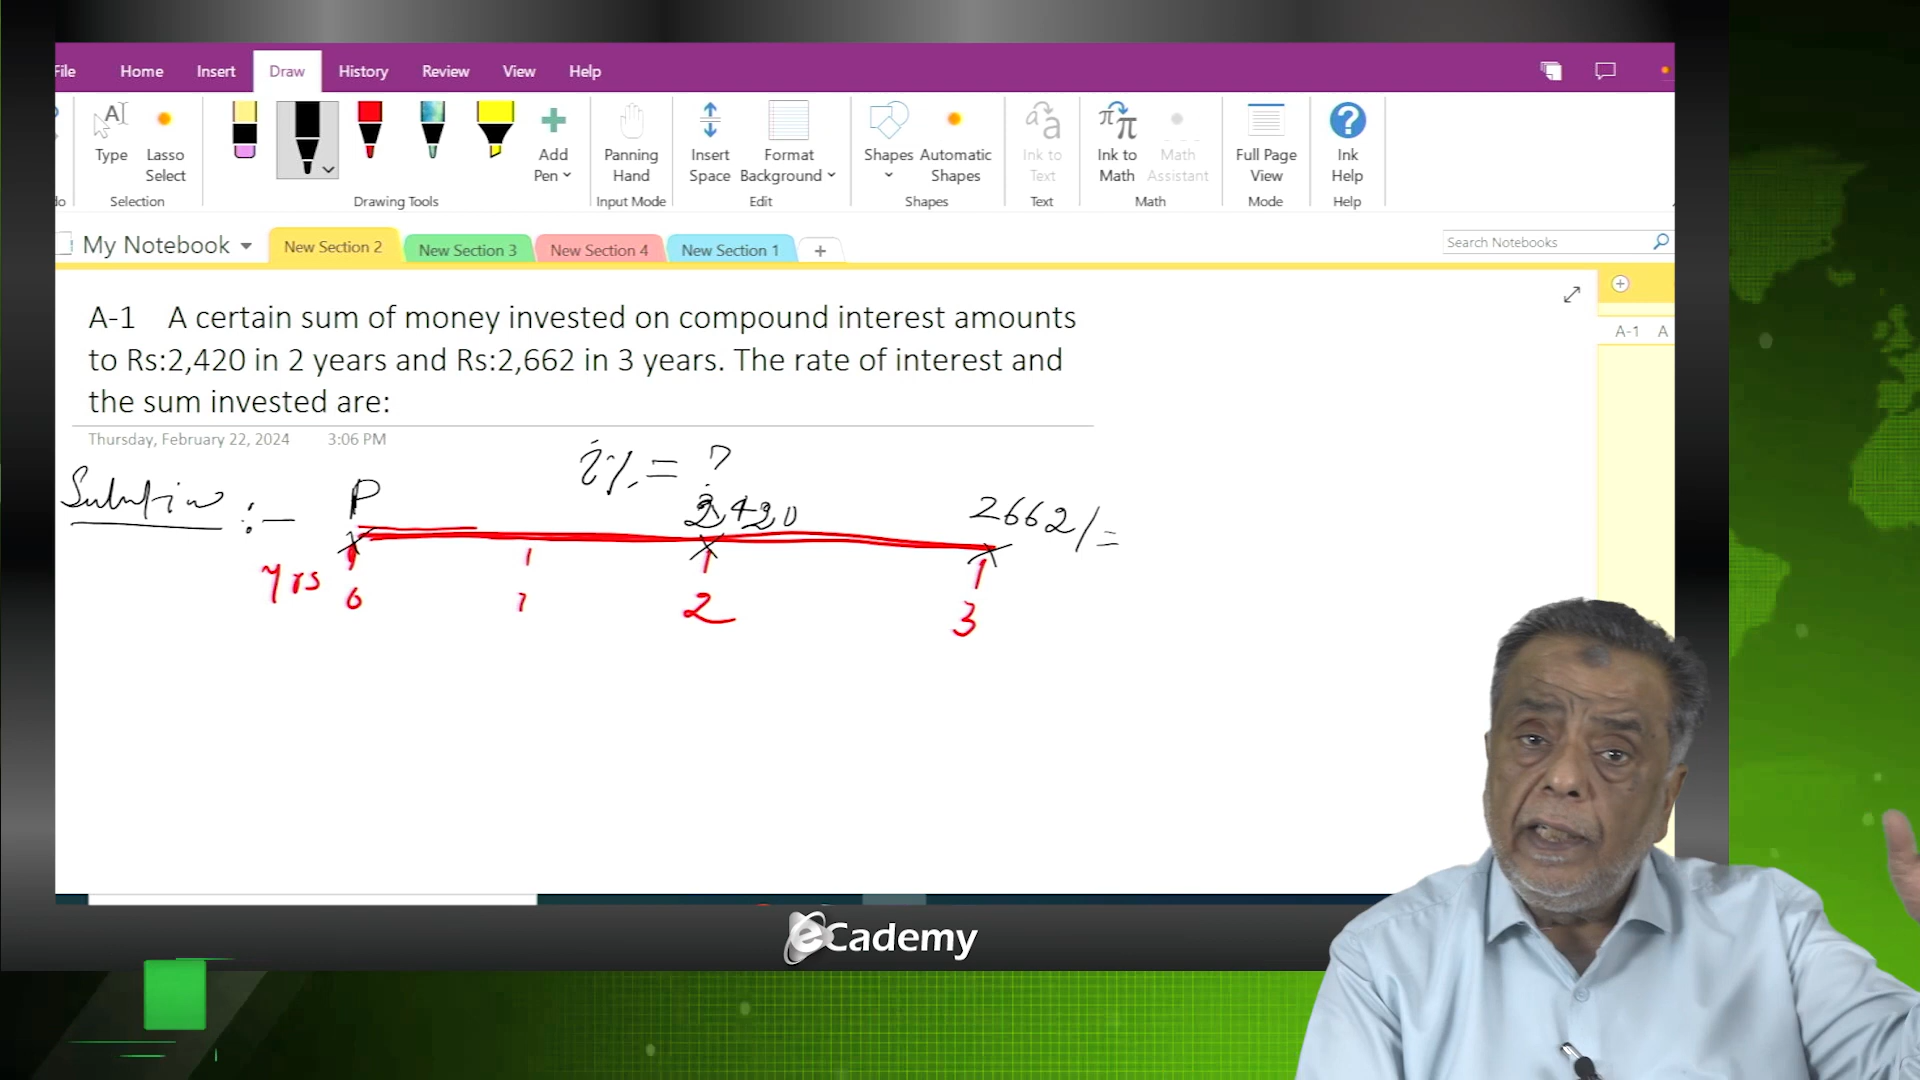 File Home Insert Draw History Review View Help
Type Lasso Select Add Pen Panning Hand Insert Space Format Background Shapes Automatic Shapes Ink to Text Ink to Math Math Assistant Full Page View Ink Help
Selection Drawing Tools Input Mode Edit Shapes Text Math Mode Help
My Notebook New Section 2 New Section 3 New Section 4 New Section 1 + Search Notebooks
A-1 A certain sum of money invested on compound interest amounts
A-1 A
to Rs:2,420 in 2 years and Rs:2,662 in 3 years. The rate of interest and
the sum invested are:
Thursday, February 22, 2024 3:06 PM
i% = ?
Solution :- P 2420 2662/=
yrs 0 1 2 3
eCademy